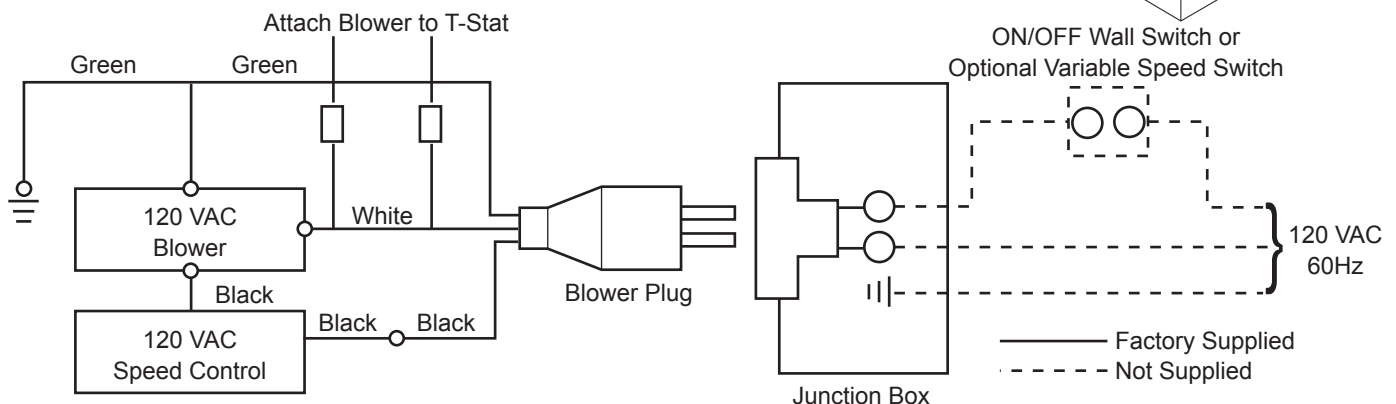 Attach Blower to T-Stat
ON/OFF Wall Switch or
Optional Variable Speed Switch
Green
Green
120 VAC
Blower
White
Black
120 VAC
Speed Control
Black
Black
Blower Plug
Junction Box
120 VAC
60Hz
Factory Supplied
Not Supplied